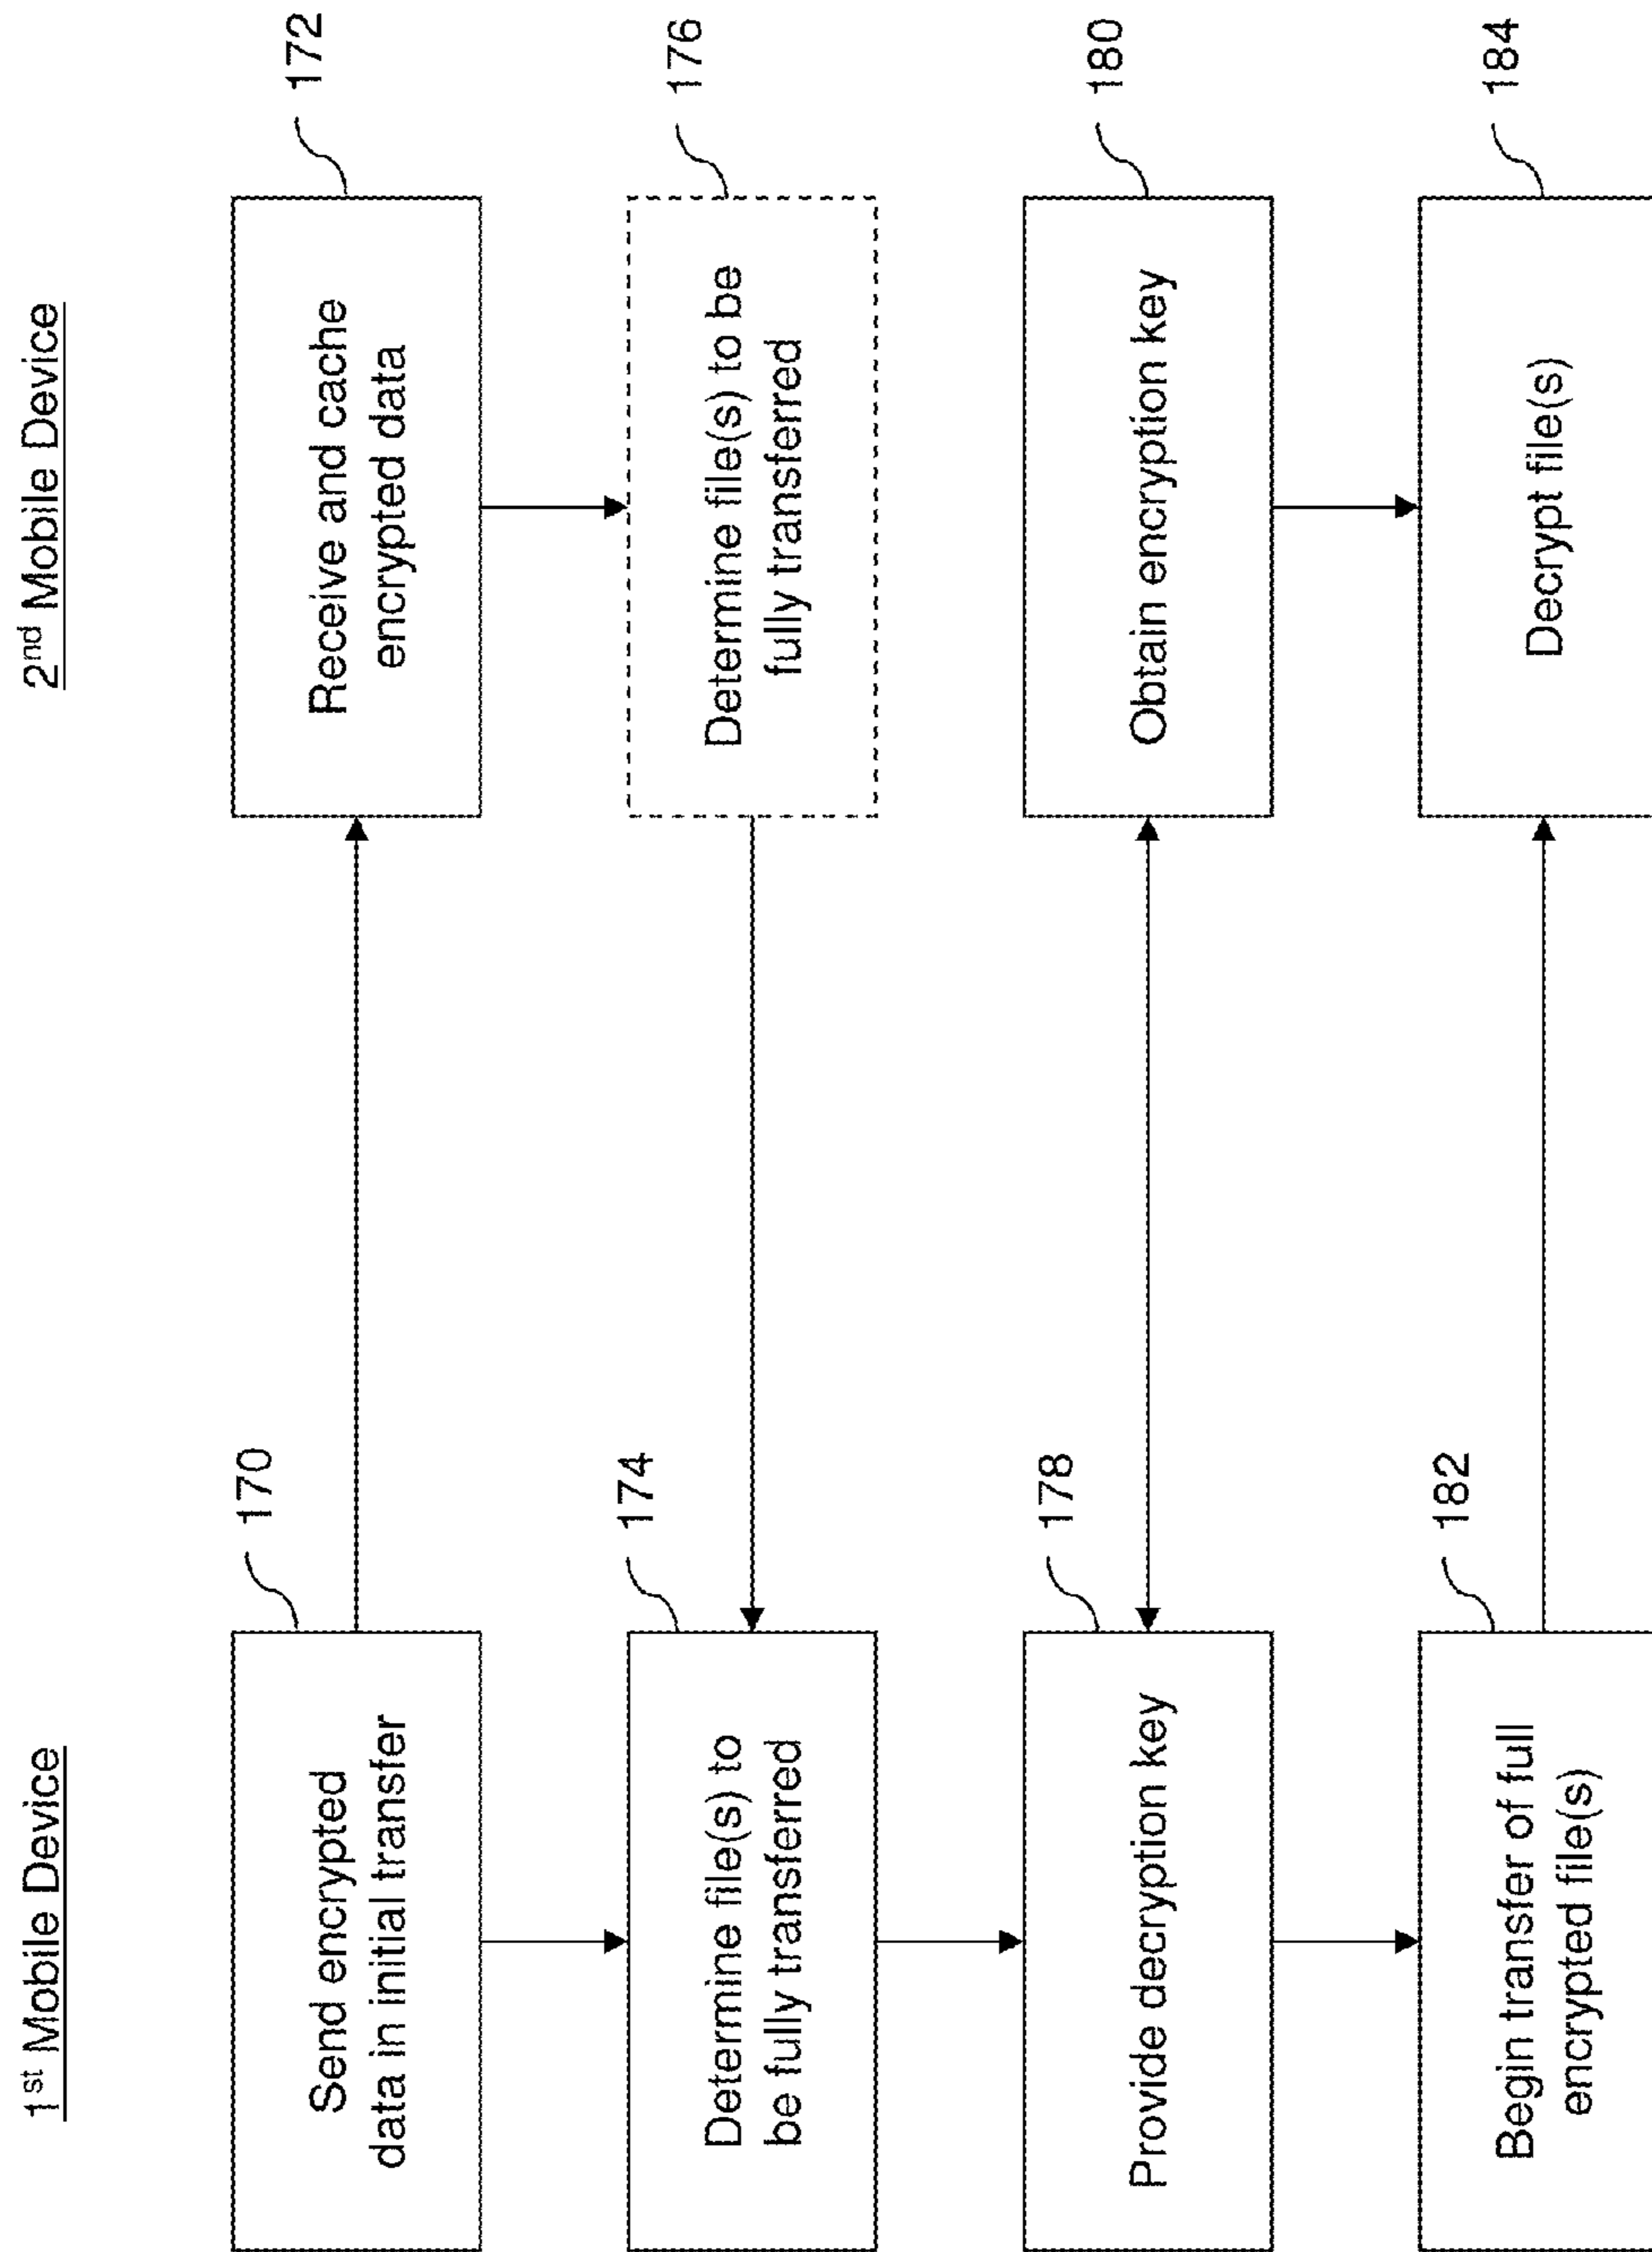 1st Mobile Device
2nd Mobile Device
170
Send encrypted
data in initial transfer
172
Receive and cache
encrypted data
174
Determine file(s) to
be fully transferred
176
Determine file(s) to be
fully transferred
178
Provide decryption key
180
Obtain encryption key
182
Begin transfer of full
encrypted file(s)
184
Decrypt file(s)